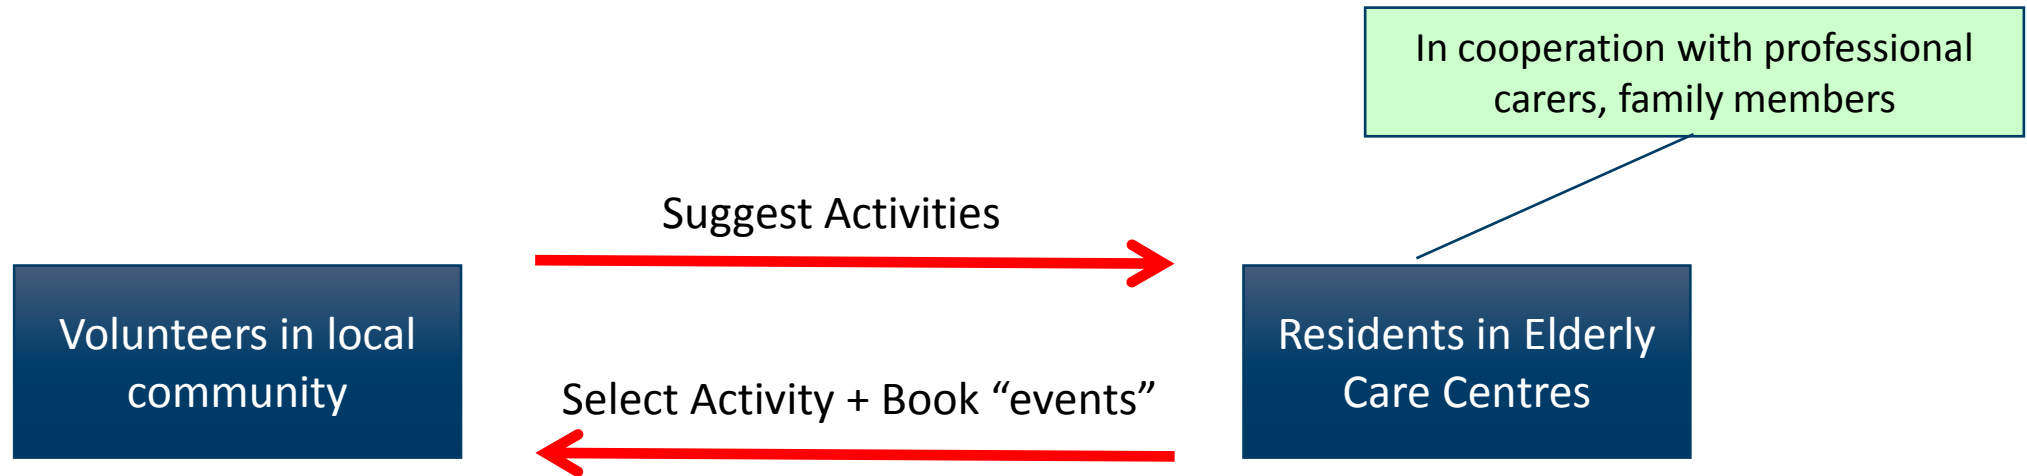 In cooperation with professional
carers, family members
Suggest Activities
Volunteers in local
community
Residents in Elderly
Care Centres
Select Activity + Book “events”